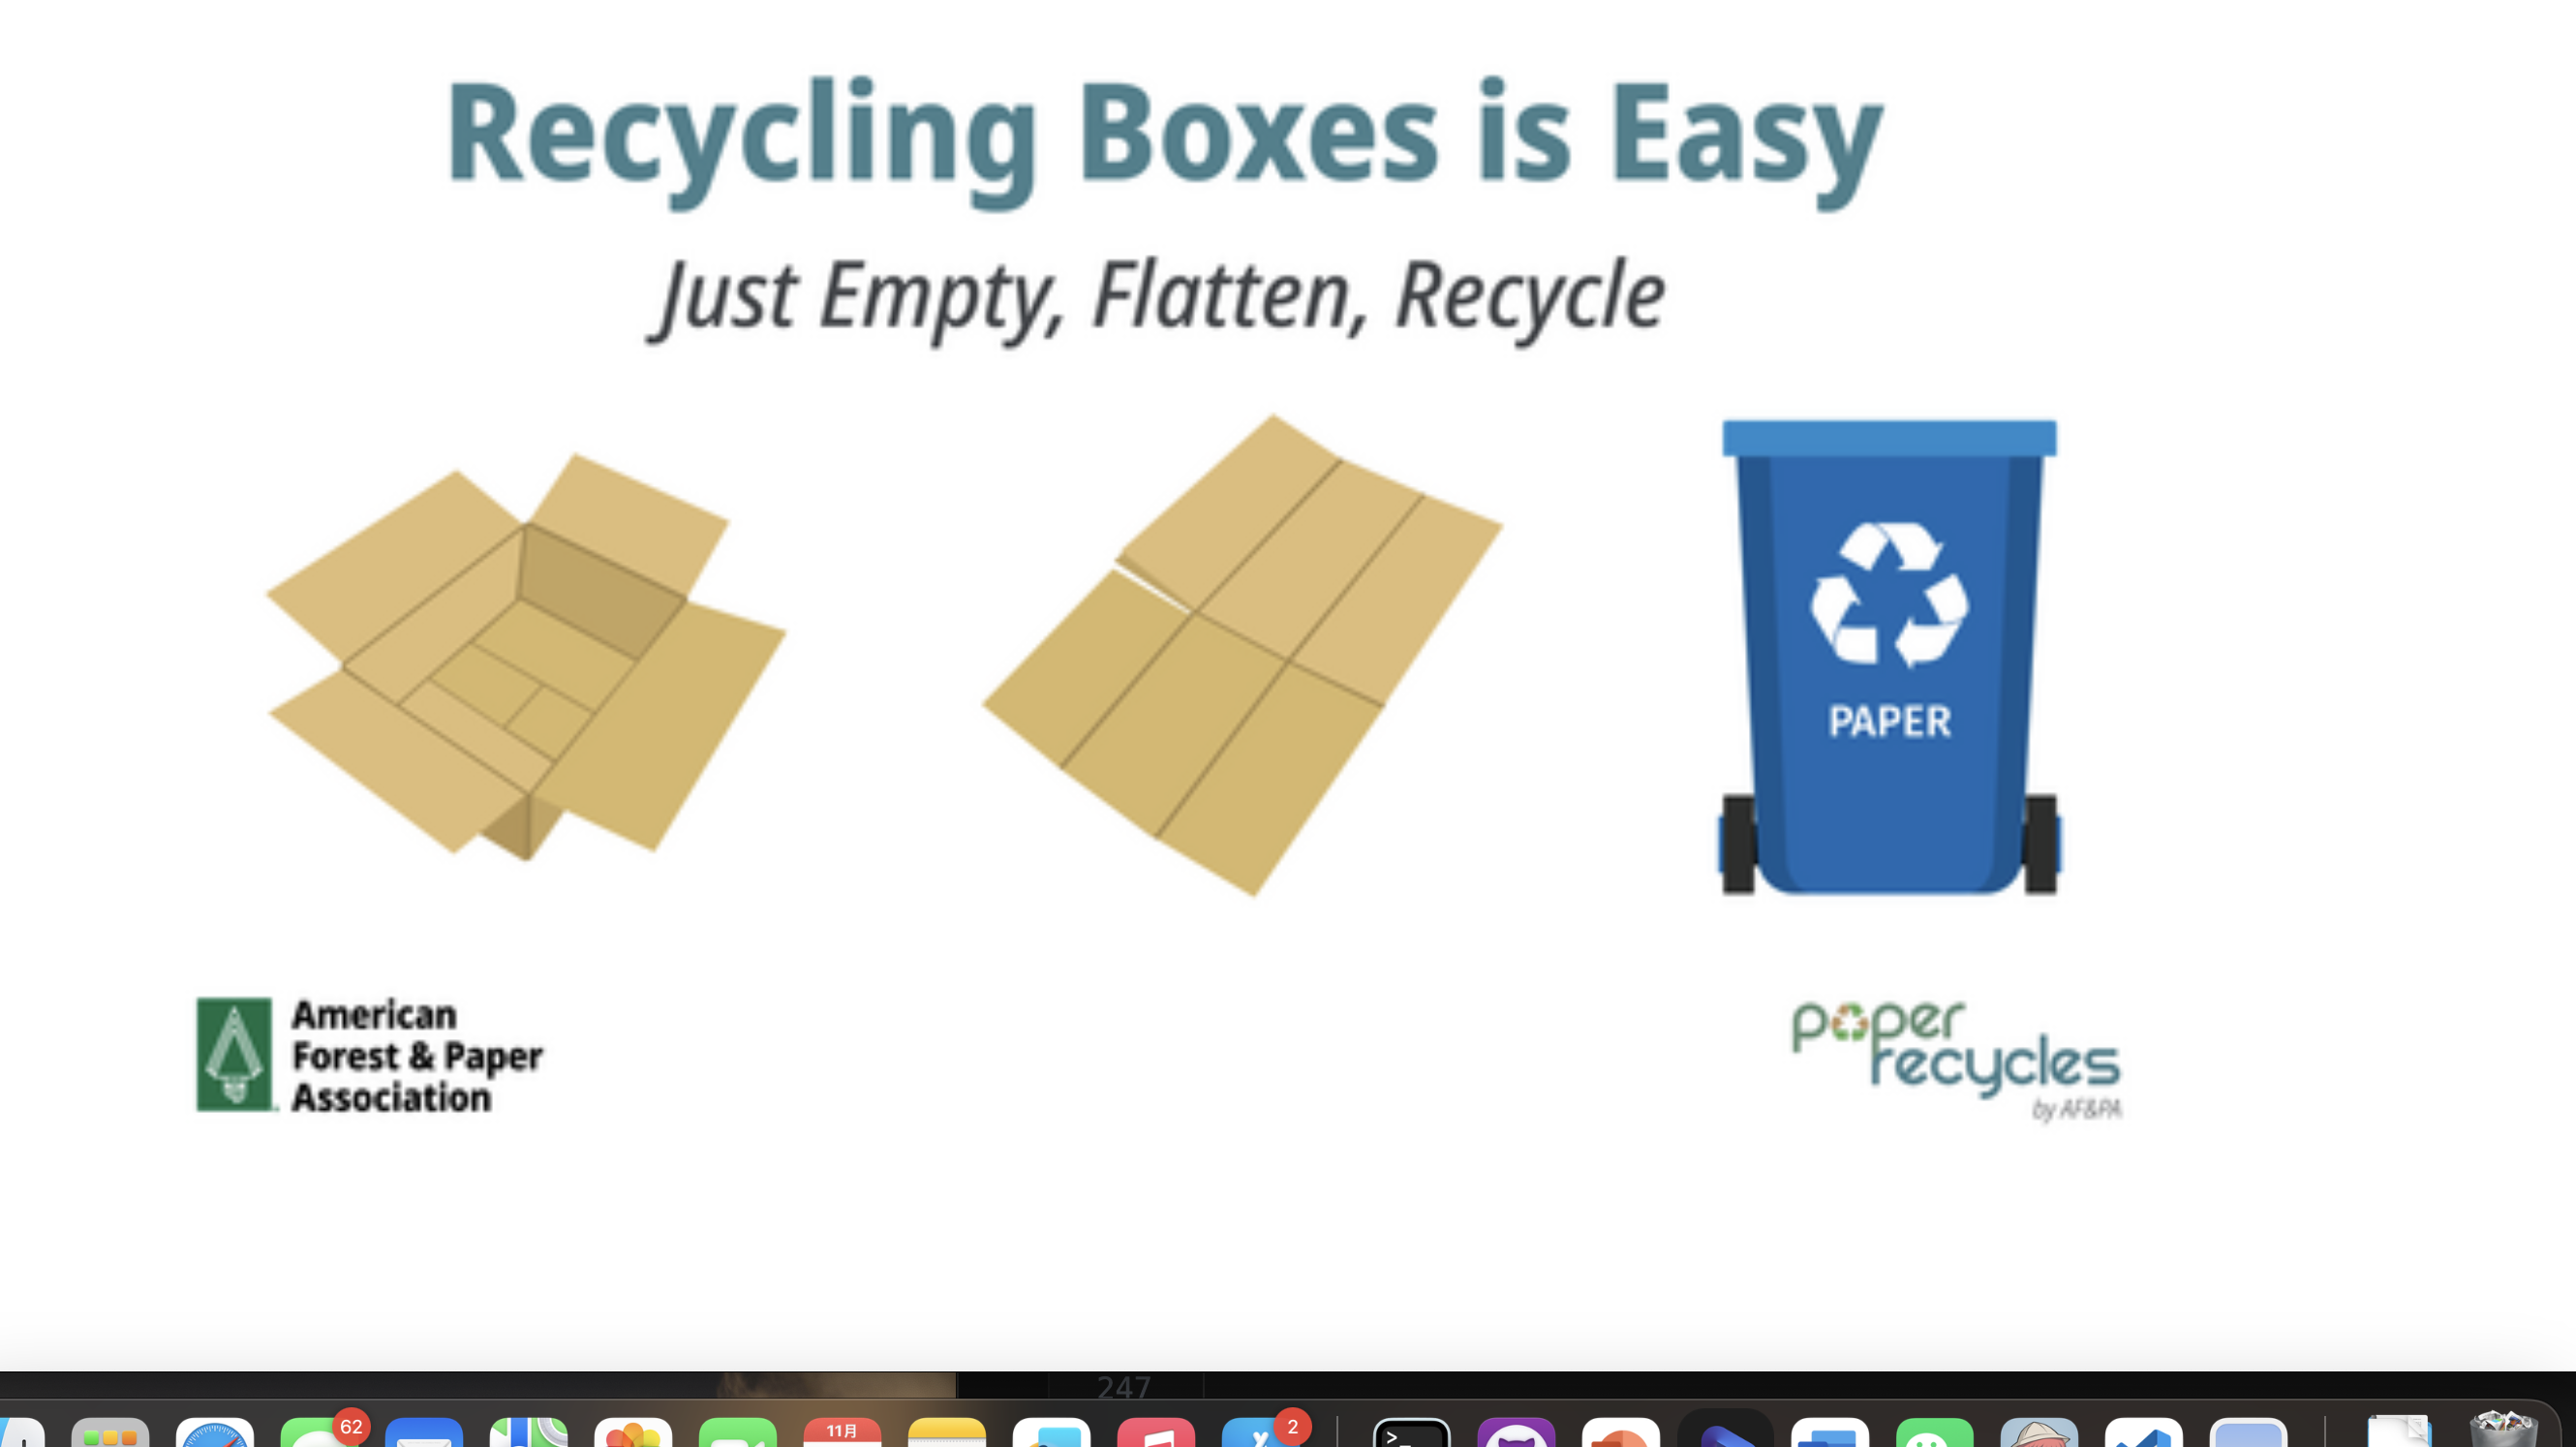 Recycling Boxes is Easy
Just Empty, Flatten, Recycle
PAPER
American
Forest & Paper
Association
paper
recycles
by AF&PA
247
62
11月
2
>_